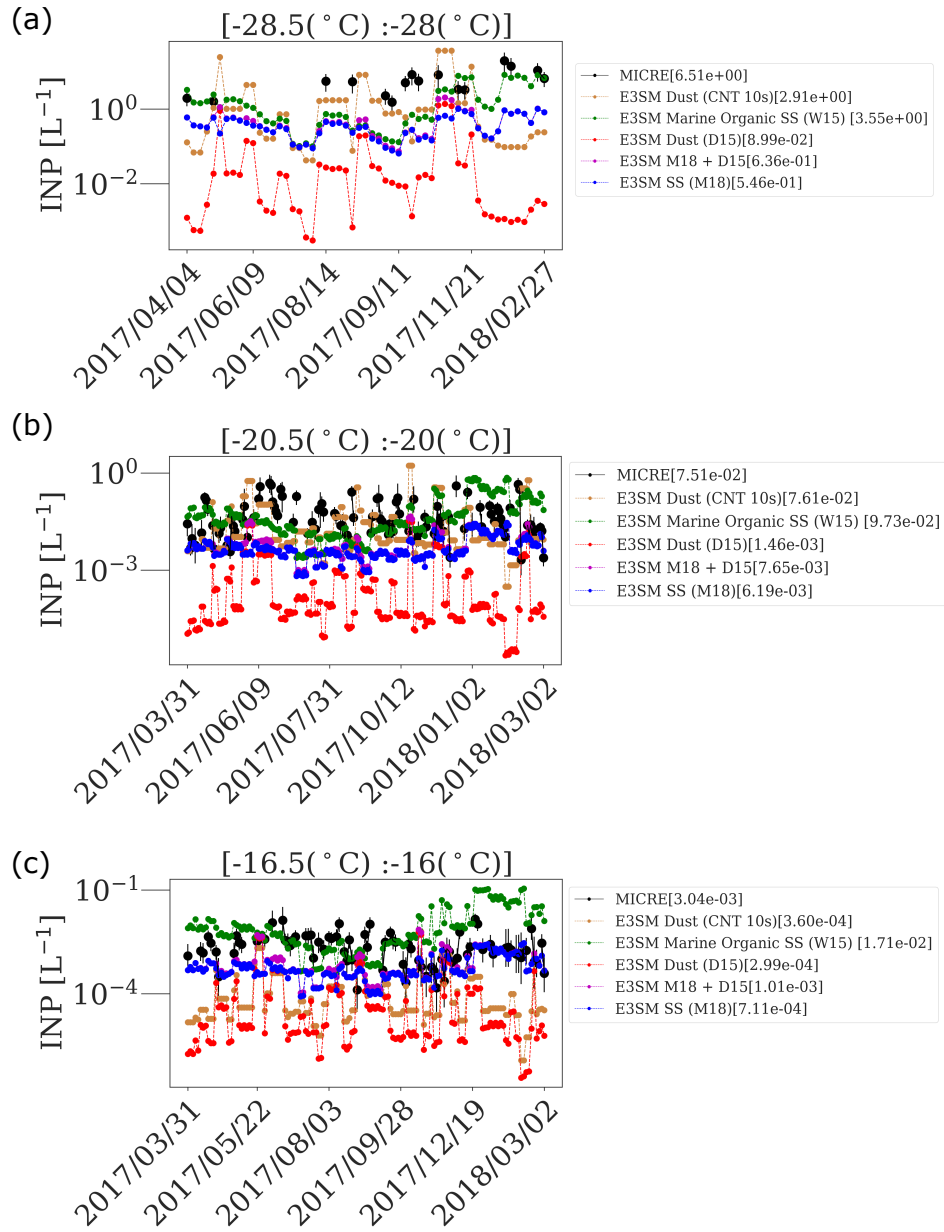 (a)
[-28.5(°C) :-28(°C)]
INP [L⁻¹]
10⁰
10⁻²
2017/04/04
2017/06/09
2017/08/14
2017/09/11
2017/11/21
2018/02/27
MICRE[6.51e+00]
E3SM Dust (CNT 10s)[2.91e+00]
E3SM Marine Organic SS (W15) [3.55e+00]
E3SM Dust (D15)[8.99e-02]
E3SM M18 + D15[6.36e-01]
E3SM SS (M18)[5.46e-01]
(b)
[-20.5(°C) :-20(°C)]
INP [L⁻¹]
10⁰
10⁻³
2017/03/31
2017/06/09
2017/07/31
2017/10/12
2018/01/02
2018/03/02
MICRE[7.51e-02]
E3SM Dust (CNT 10s)[7.61e-02]
E3SM Marine Organic SS (W15) [9.73e-02]
E3SM Dust (D15)[1.46e-03]
E3SM M18 + D15[7.65e-03]
E3SM SS (M18)[6.19e-03]
(c)
[-16.5(°C) :-16(°C)]
INP [L⁻¹]
10⁻¹
10⁻⁴
2017/03/31
2017/05/22
2017/08/03
2017/09/28
2017/12/19
2018/03/02
MICRE[3.04e-03]
E3SM Dust (CNT 10s)[3.60e-04]
E3SM Marine Organic SS (W15) [1.71e-02]
E3SM Dust (D15)[2.99e-04]
E3SM M18 + D15[1.01e-03]
E3SM SS (M18)[7.11e-04]